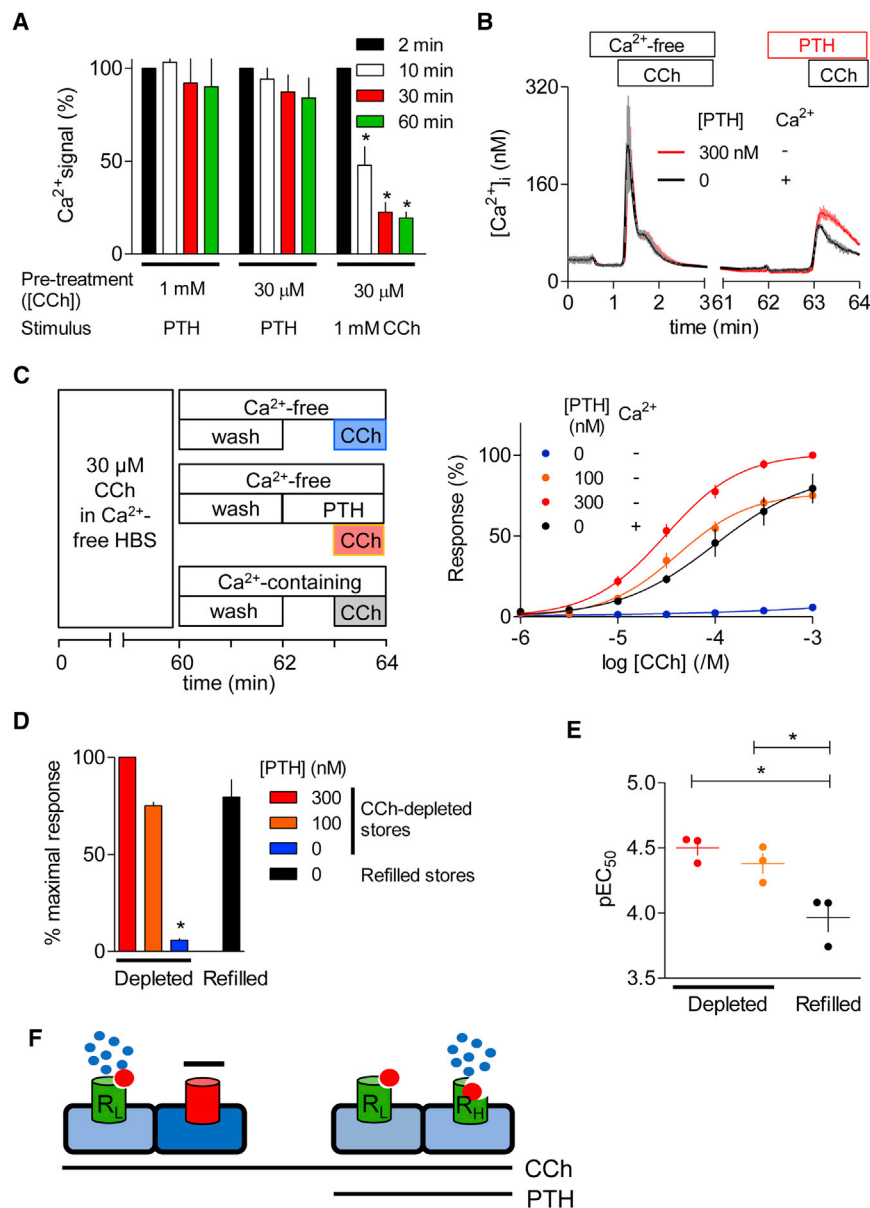 A
2 min
10 min
30 min
60 min
100
50
0
Ca2+signal (%)
*
* *
Pre-treatment ([CCh])
1 mM
30 μM
30 μM
Stimulus
PTH
PTH
1 mM CCh
B
Ca2+-free
CCh
PTH
CCh
320
160
0
[Ca2+]i (nM)
[PTH] Ca2+
300 nM -
0 +
0 1 2 3 61 62 63 64
time (min)
C
30 μM
CCh
in Ca2+-
free HBS
Ca2+-free
wash CCh
Ca2+-free
wash PTH
CCh
Ca2+-containing
wash CCh
0 60 62 64
time (min)
[PTH] Ca2+
(nM)
0 -
100 -
300 -
0 +
100
50
0
Response (%)
-6 -5 -4 -3
log [CCh] (/M)
D
100
50
0
% maximal response
*
Depleted Refilled
[PTH] (nM)
300
100
0
0
CCh-depleted
stores
Refilled stores
E
*
*
5.0
4.5
4.0
3.5
pEC50
Depleted Refilled
F
RL
RL
RH
CCh
PTH